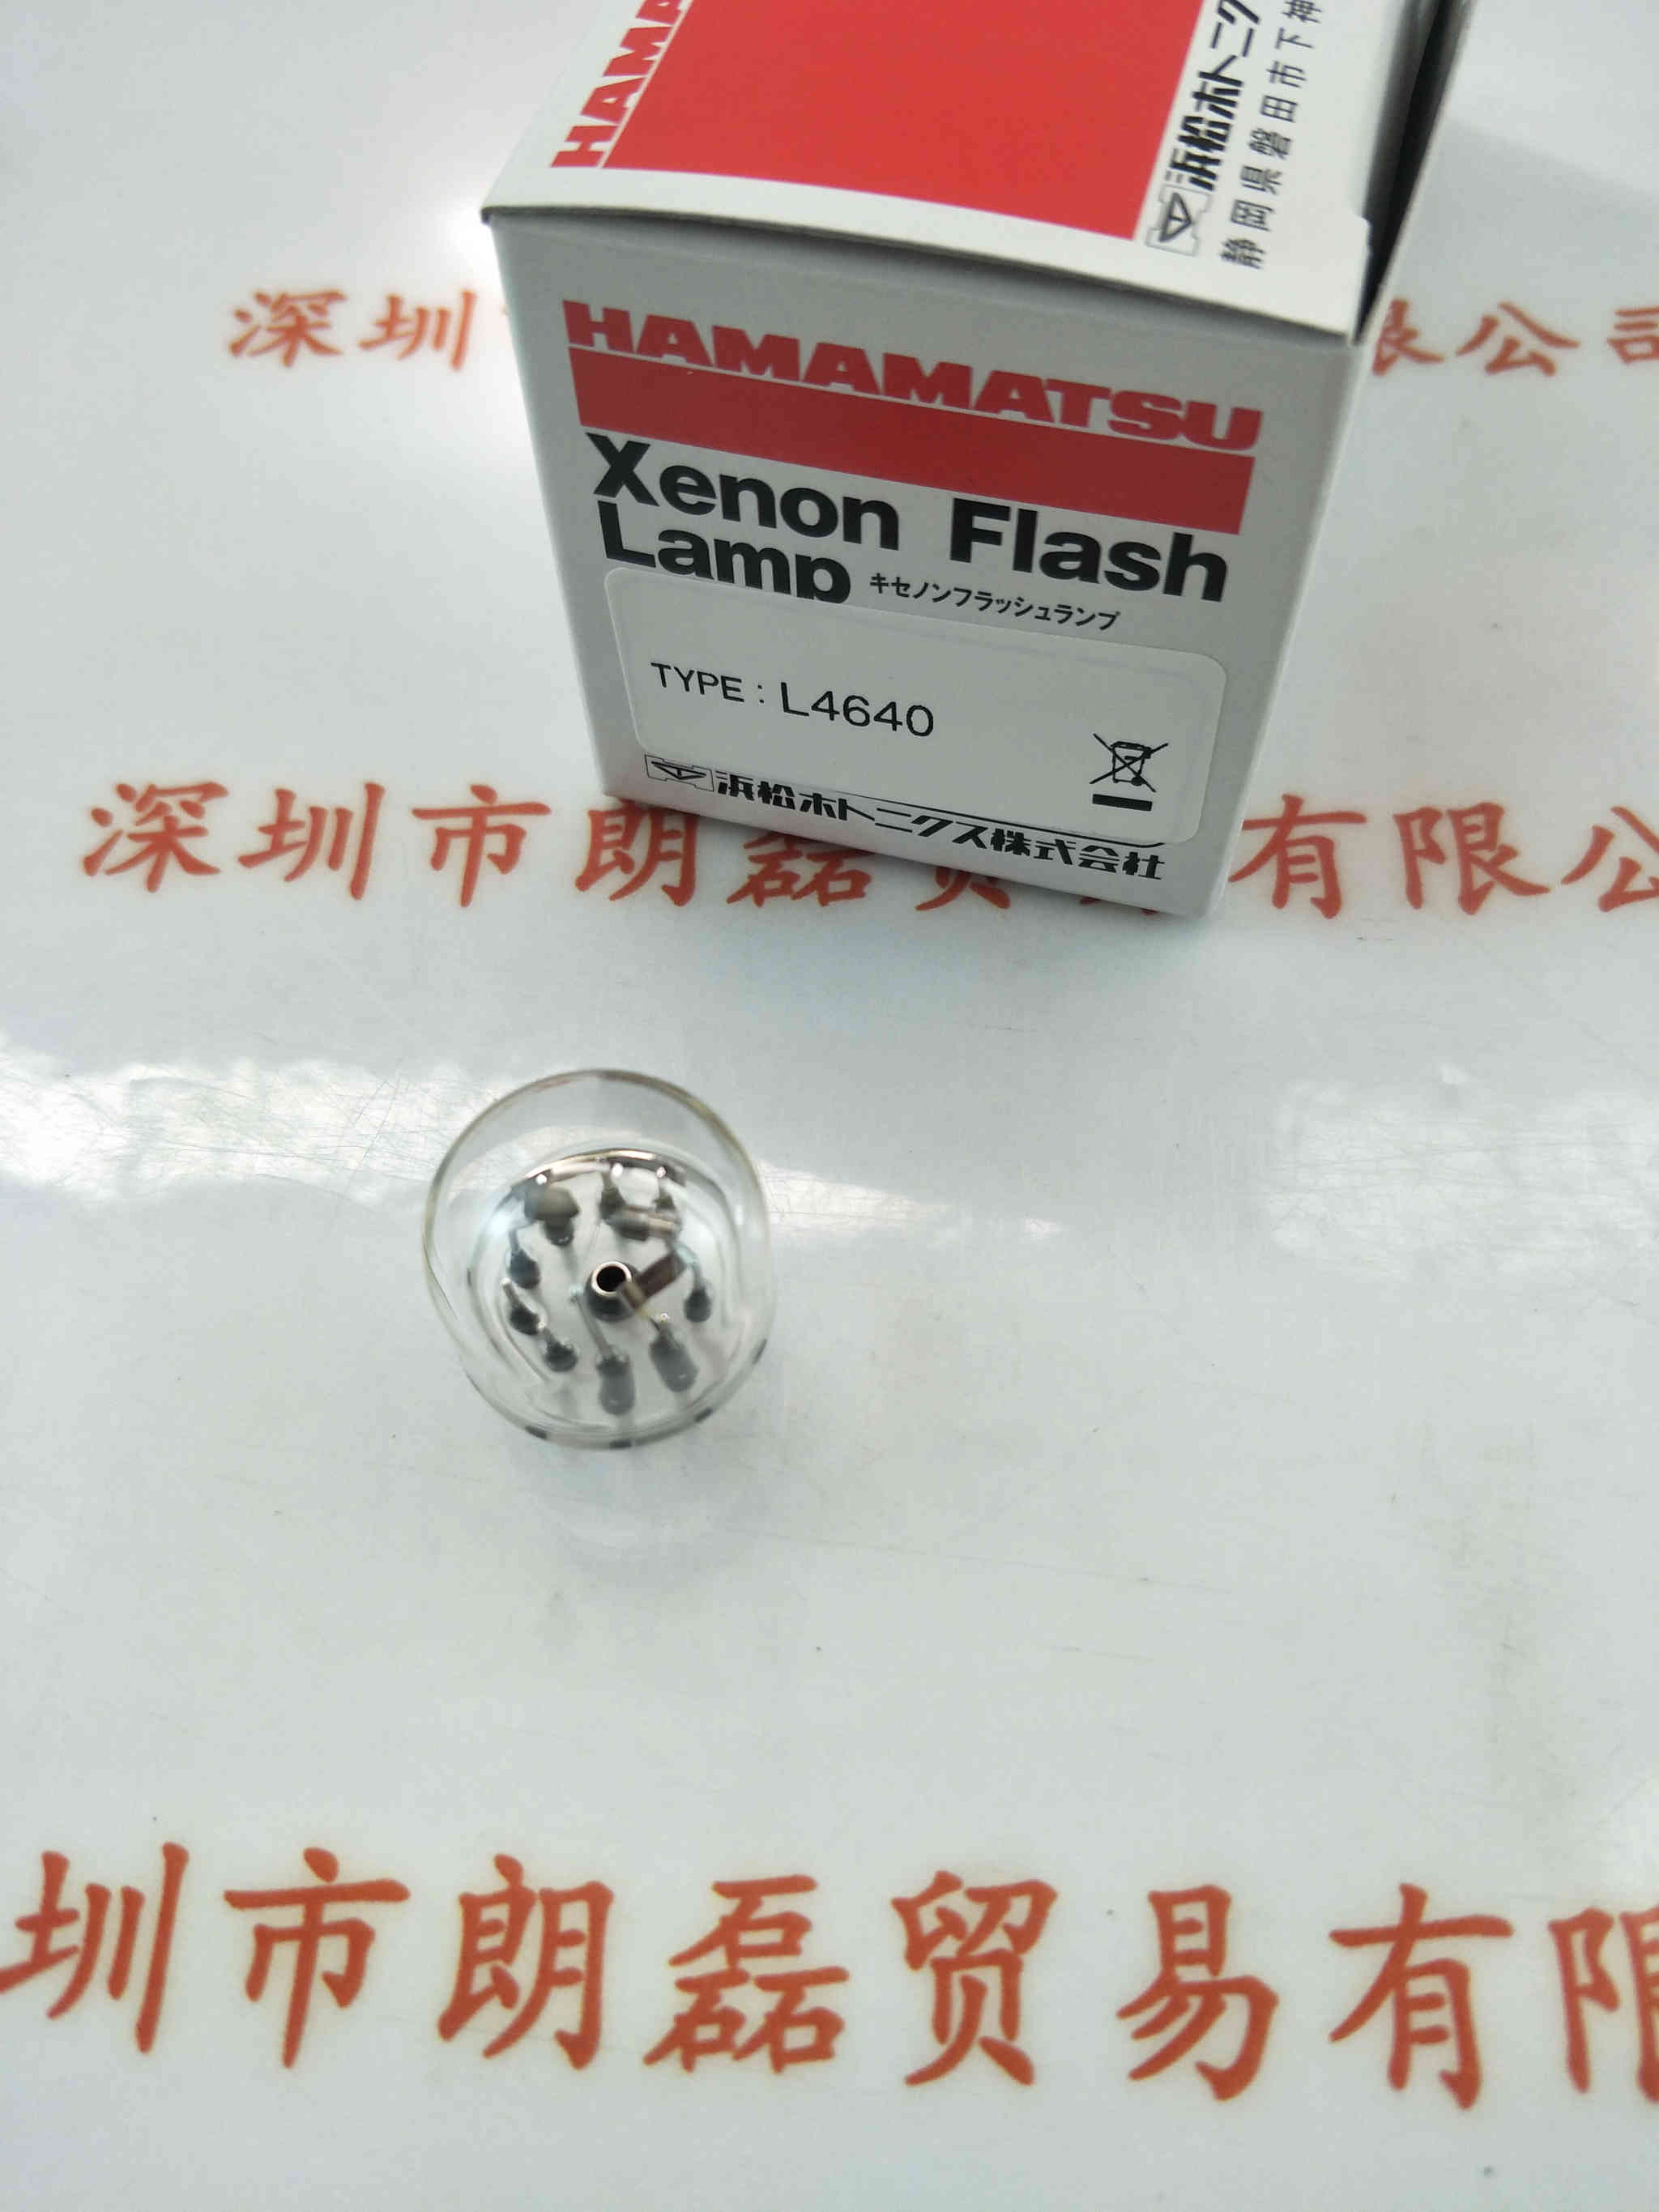 HAMA
浜松ホトニク
静岡県磐田市下神
深圳
限公司
HAMAMATSU
Xenon Flash
Lamp キセノンフラッシュランプ
TYPE : L4640
浜松ホトニクス株式会社
深圳市朗磊贸易有限公
圳市朗磊贸易有限